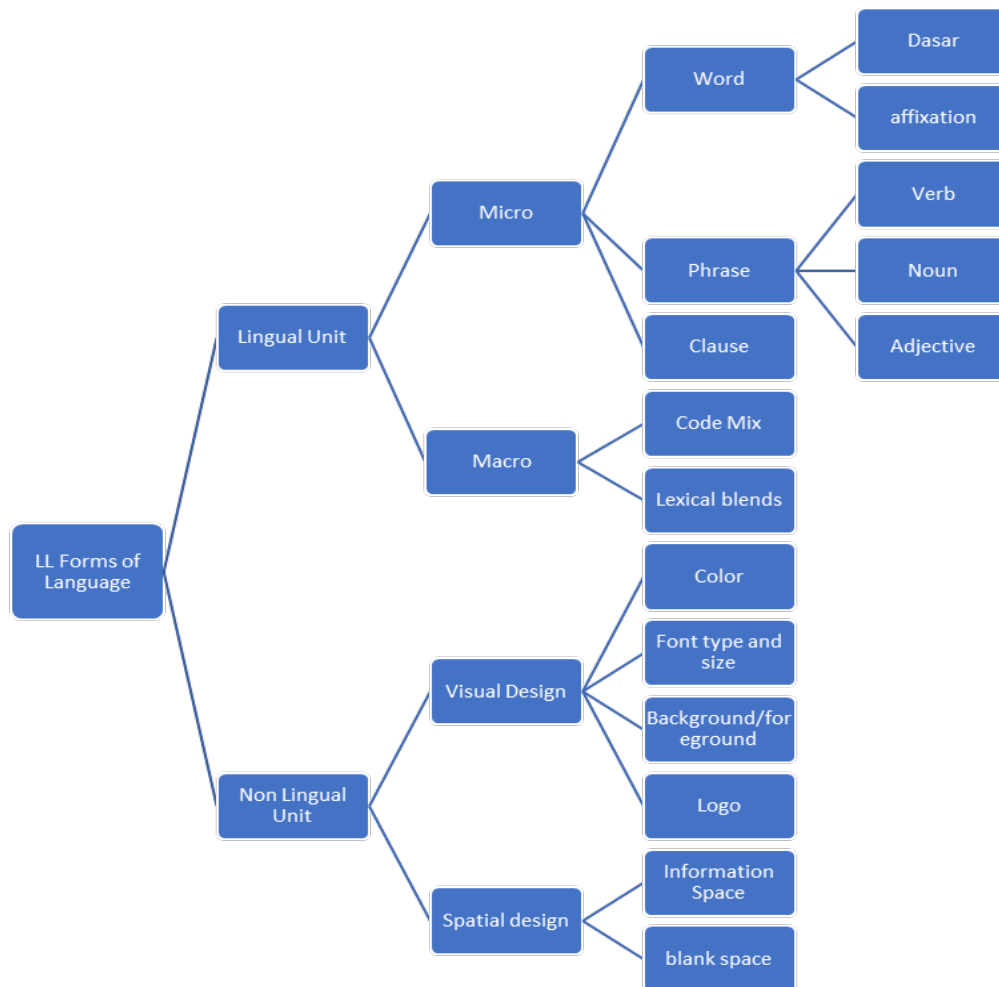 Dasar
Word
affixation
Verb
Micro
Phrase
Noun
Lingual Unit
Clause
Adjective
Code Mix
Macro
Lexical blends
LL Forms of
Language
Color
Font type and
size
Visual Design
Background/for
eground
Non Lingual
Unit
Logo
Information
Space
Spatial design
blank space